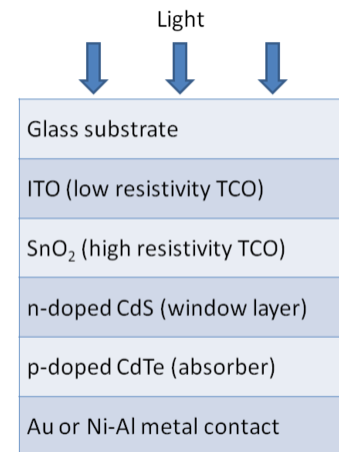 Light
Glass substrate
ITO (low resistivity TCO)
SnO₂ (high resistivity TCO)
n-doped CdS (window layer)
p-doped CdTe (absorber)
Au or Ni-Al metal contact